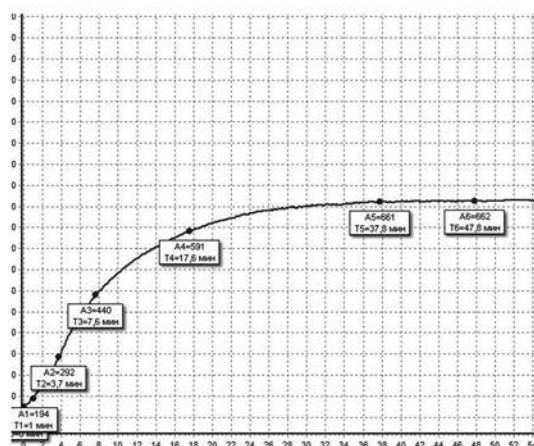 A5=661
T5=37,8 мин
A6=662
T6=47,8 мин
A4=591
T4=17,6 мин
A3=440
T3=7,6 мин
A2=292
T2=3,7 мин
A1=194
T1=1 мин
0 2 4 6 8 10 12 14 16 18 20 22 24 26 28 30 32 34 36 38 40 42 44 46 48 50 52 54